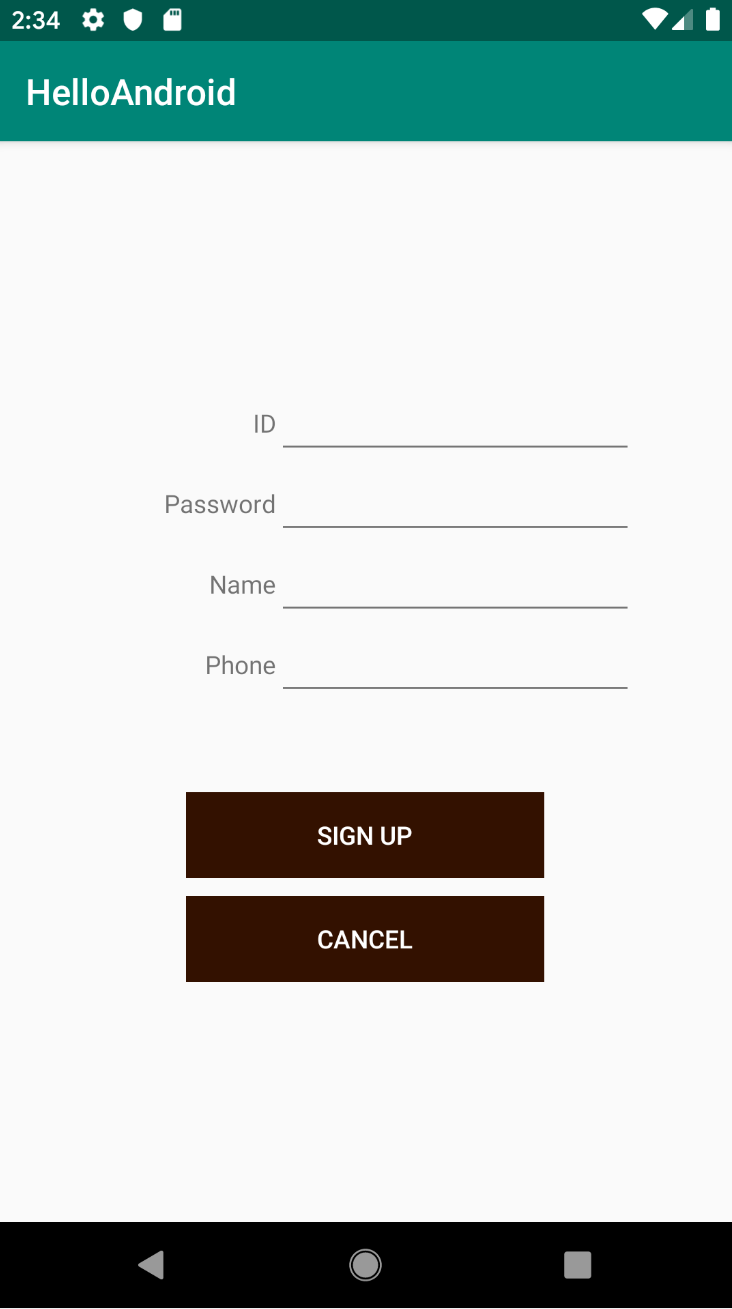 2:34
HelloAndroid
ID
Password
Name
Phone
SIGN UP
CANCEL